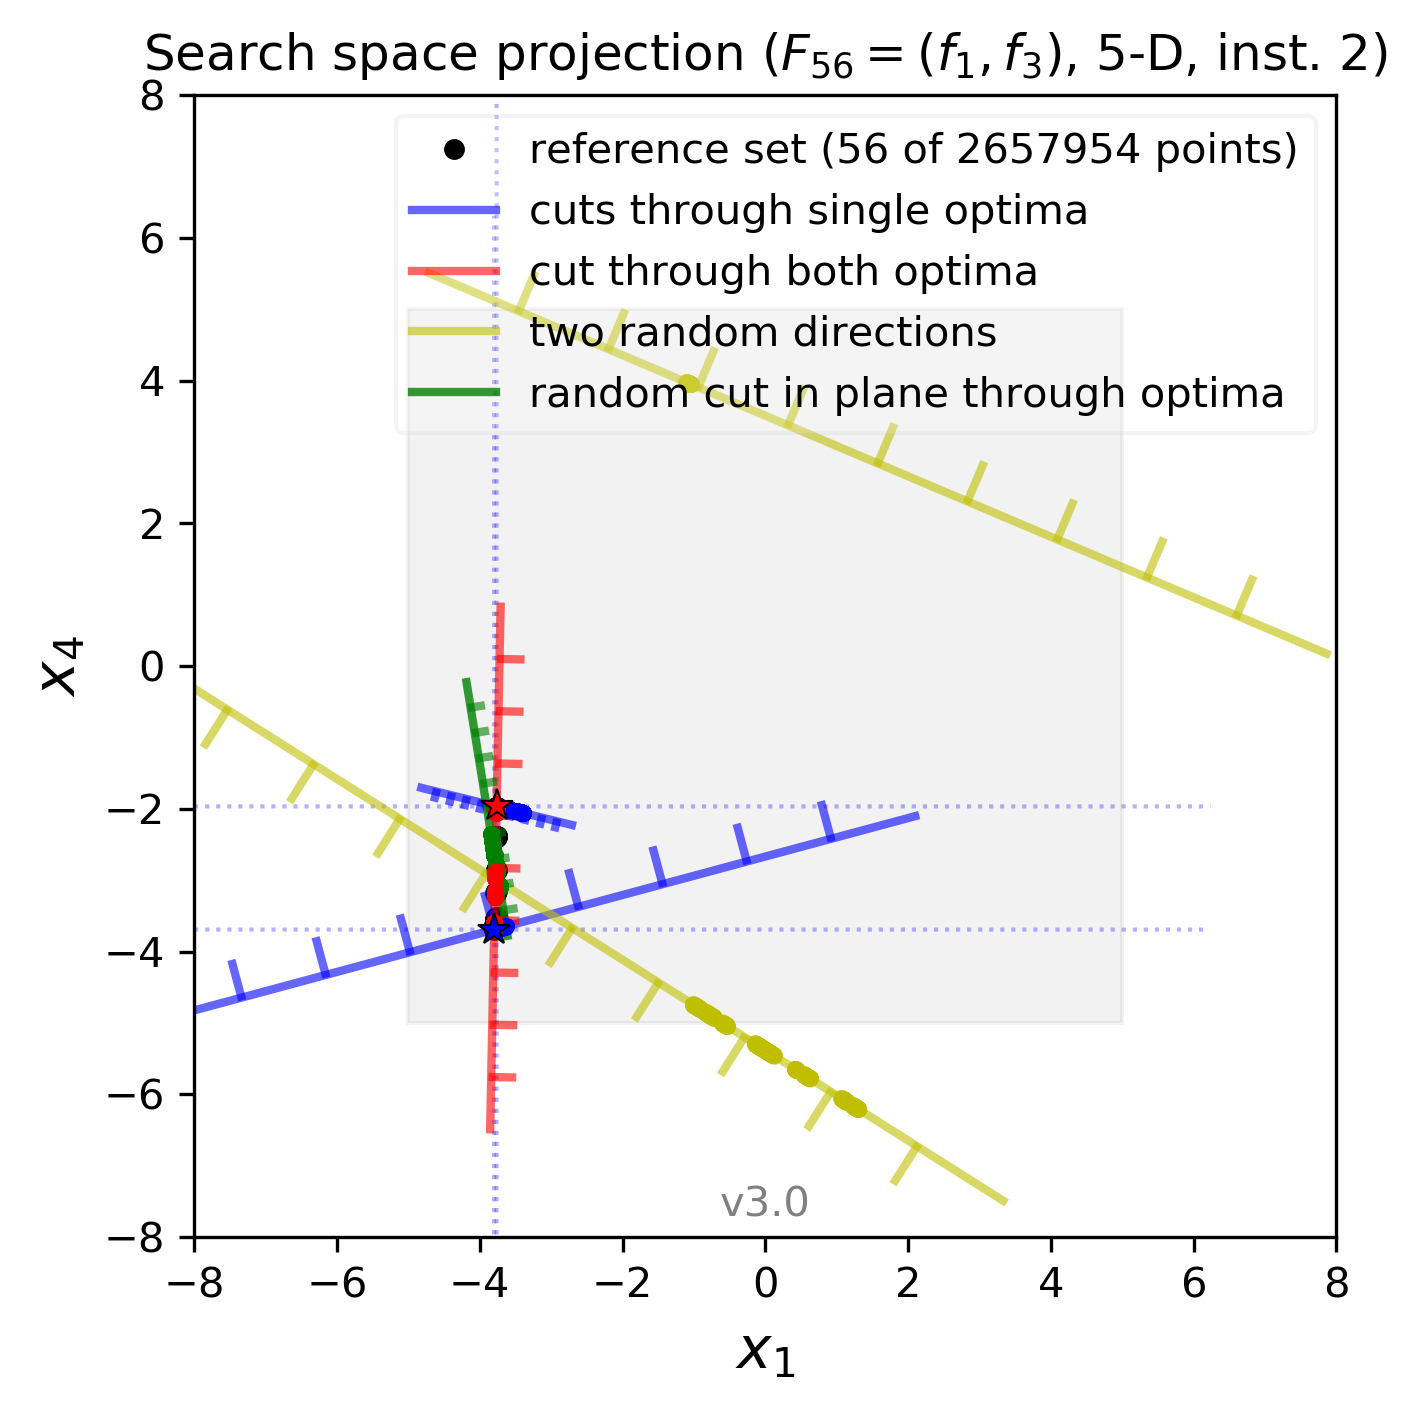 Search space projection (F₅₆ = (f₁, f₃), 5-D, inst. 2)
8
6
4
2
0
−2
−4
−6
−8
x₄
reference set (56 of 2657954 points)
cuts through single optima
cut through both optima
two random directions
random cut in plane through optima
v3.0
−8 −6 −4 −2 0 2 4 6 8
x₁